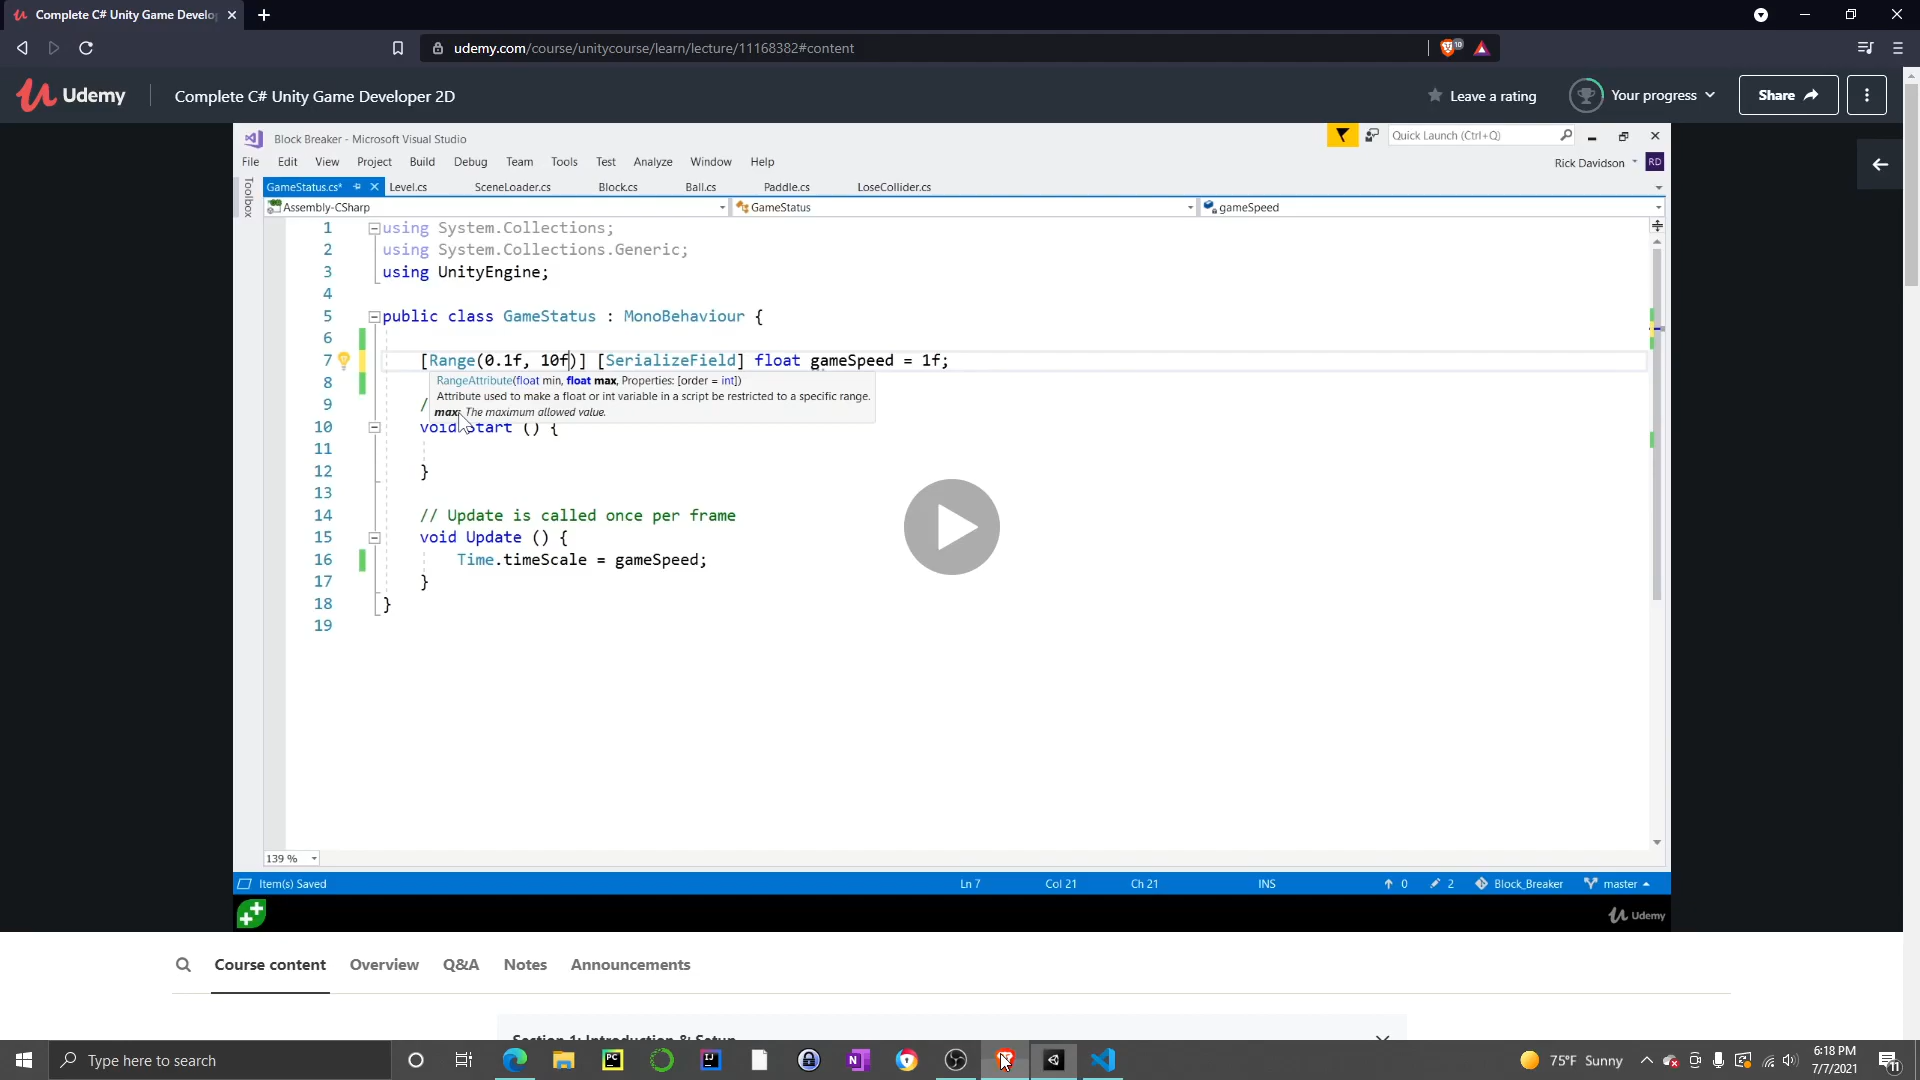 Complete C# Unity Game Develop
udemy.com/course/unitycourse/learn/lecture/11168382#content
10
Udemy
Complete C# Unity Game Developer 2D
Leave a rating
Your progress
Share
Block Breaker - Microsoft Visual Studio
Quick Launch (Ctrl+Q)
File Edit View Project Build Debug Team Tools Test Analyze Window Help
Rick Davidson RD
Toolbox
GameStatus.cs* Level.cs SceneLoader.cs Block.cs Ball.cs Paddle.cs LoseCollider.cs
Assembly-CSharp GameStatus gameSpeed
1 using System.Collections;
2 using System.Collections.Generic;
3 using UnityEngine;
4
5 public class GameStatus : MonoBehaviour {
6
7 [Range(0.1f, 10f)] [SerializeField] float gameSpeed = 1f;
8
RangeAttribute(float min, float max, Properties: [order = int])
Attribute used to make a float or int variable in a script be restricted to a specific range.
max: The maximum allowed value.
9 /
10 void Start () {
11
12 }
13
14 // Update is called once per frame
15 void Update () {
16 Time.timeScale = gameSpeed;
17 }
18 }
19
139 %
Item(s) Saved Ln 7 Col 21 Ch 21 INS 0 2 Block_Breaker master
Udemy
Course content Overview Q&A Notes Announcements
Section 1: Introduction & Setup
Type here to search
PC
IJ
N
75°F Sunny
6:18 PM
7/7/2021
11